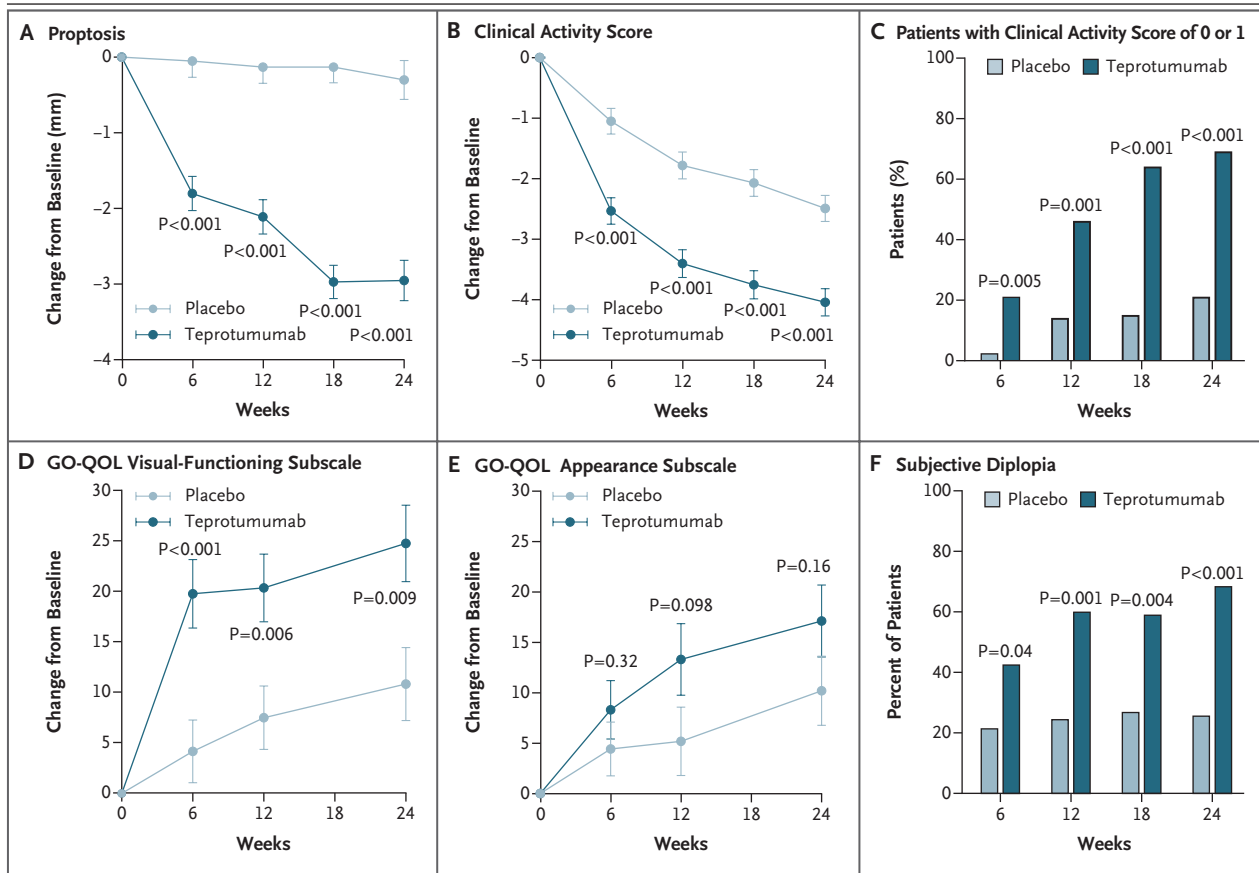 A Proptosis
Change from Baseline (mm)
0
−1
−2
−3
−4
P<0.001
P<0.001
P<0.001
P<0.001
Placebo
Teprotumumab
0 6 12 18 24
Weeks
B Clinical Activity Score
Change from Baseline
0
−1
−2
−3
−4
−5
P<0.001
P<0.001
P<0.001
P<0.001
Placebo
Teprotumumab
0 6 12 18 24
Weeks
C Patients with Clinical Activity Score of 0 or 1
Placebo Teprotumumab
Patients (%)
100
80
60
40
20
0
P=0.005
P=0.001
P<0.001
P<0.001
6 12 18 24
Weeks
D GO-QOL Visual-Functioning Subscale
Placebo
Teprotumumab
Change from Baseline
30
25
20
15
10
5
0
P<0.001
P=0.006
P=0.009
0 6 12 18 24
Weeks
E GO-QOL Appearance Subscale
Placebo
Teprotumumab
Change from Baseline
30
25
20
15
10
5
0
P=0.32
P=0.098
P=0.16
0 6 12 18 24
Weeks
F Subjective Diplopia
Placebo Teprotumumab
Percent of Patients
100
80
60
40
20
0
P=0.04
P=0.001
P=0.004
P<0.001
6 12 18 24
Weeks